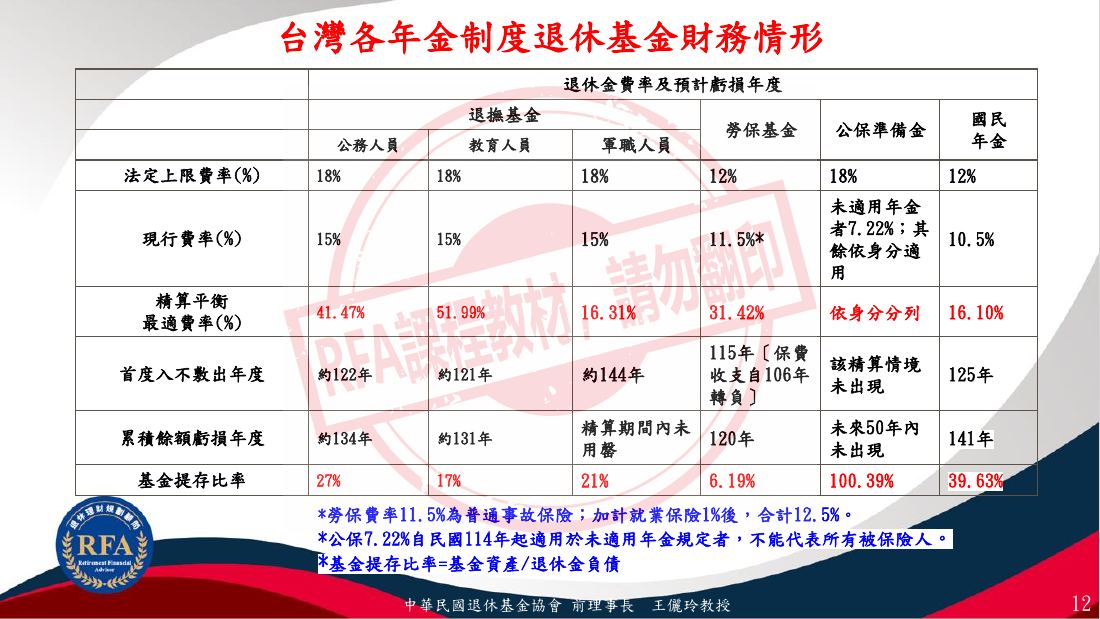 台灣各年金制度退休基金財務情形
退休金費率及預計虧損年度
退撫基金
勞保基金
公保準備金
國民
年金
公務人員
教育人員
軍職人員
法定上限費率(%)
18%
18%
18%
12%
18%
12%
現行費率(%)
15%
15%
15%
11.5%*
未適用年金
者7.22%；其
餘依身分適
用
10.5%
精算平衡
最適費率(%)
41.47%
51.99%
16.31%
31.42%
依身分分列
16.10%
首度入不敷出年度
約122年
約121年
約144年
115年〔保費
收支自106年
轉負〕
該精算情境
未出現
125年
累積餘額虧損年度
約134年
約131年
精算期間內未
用罄
120年
未來50年內
未出現
141年
基金提存比率
27%
17%
21%
6.19%
100.39%
39.63%
*勞保費率11.5%為普通事故保險；加計就業保險1%後，合計12.5%。
*公保7.22%自民國114年起適用於未適用年金規定者，不能代表所有被保險人。
*基金提存比率=基金資產/退休金負債
RFA課程教材，請勿翻印
退休理財規劃顧問
RFA
Retirement Financial
Advisor
中華民國退休基金協會 前理事長 王儷玲教授
12